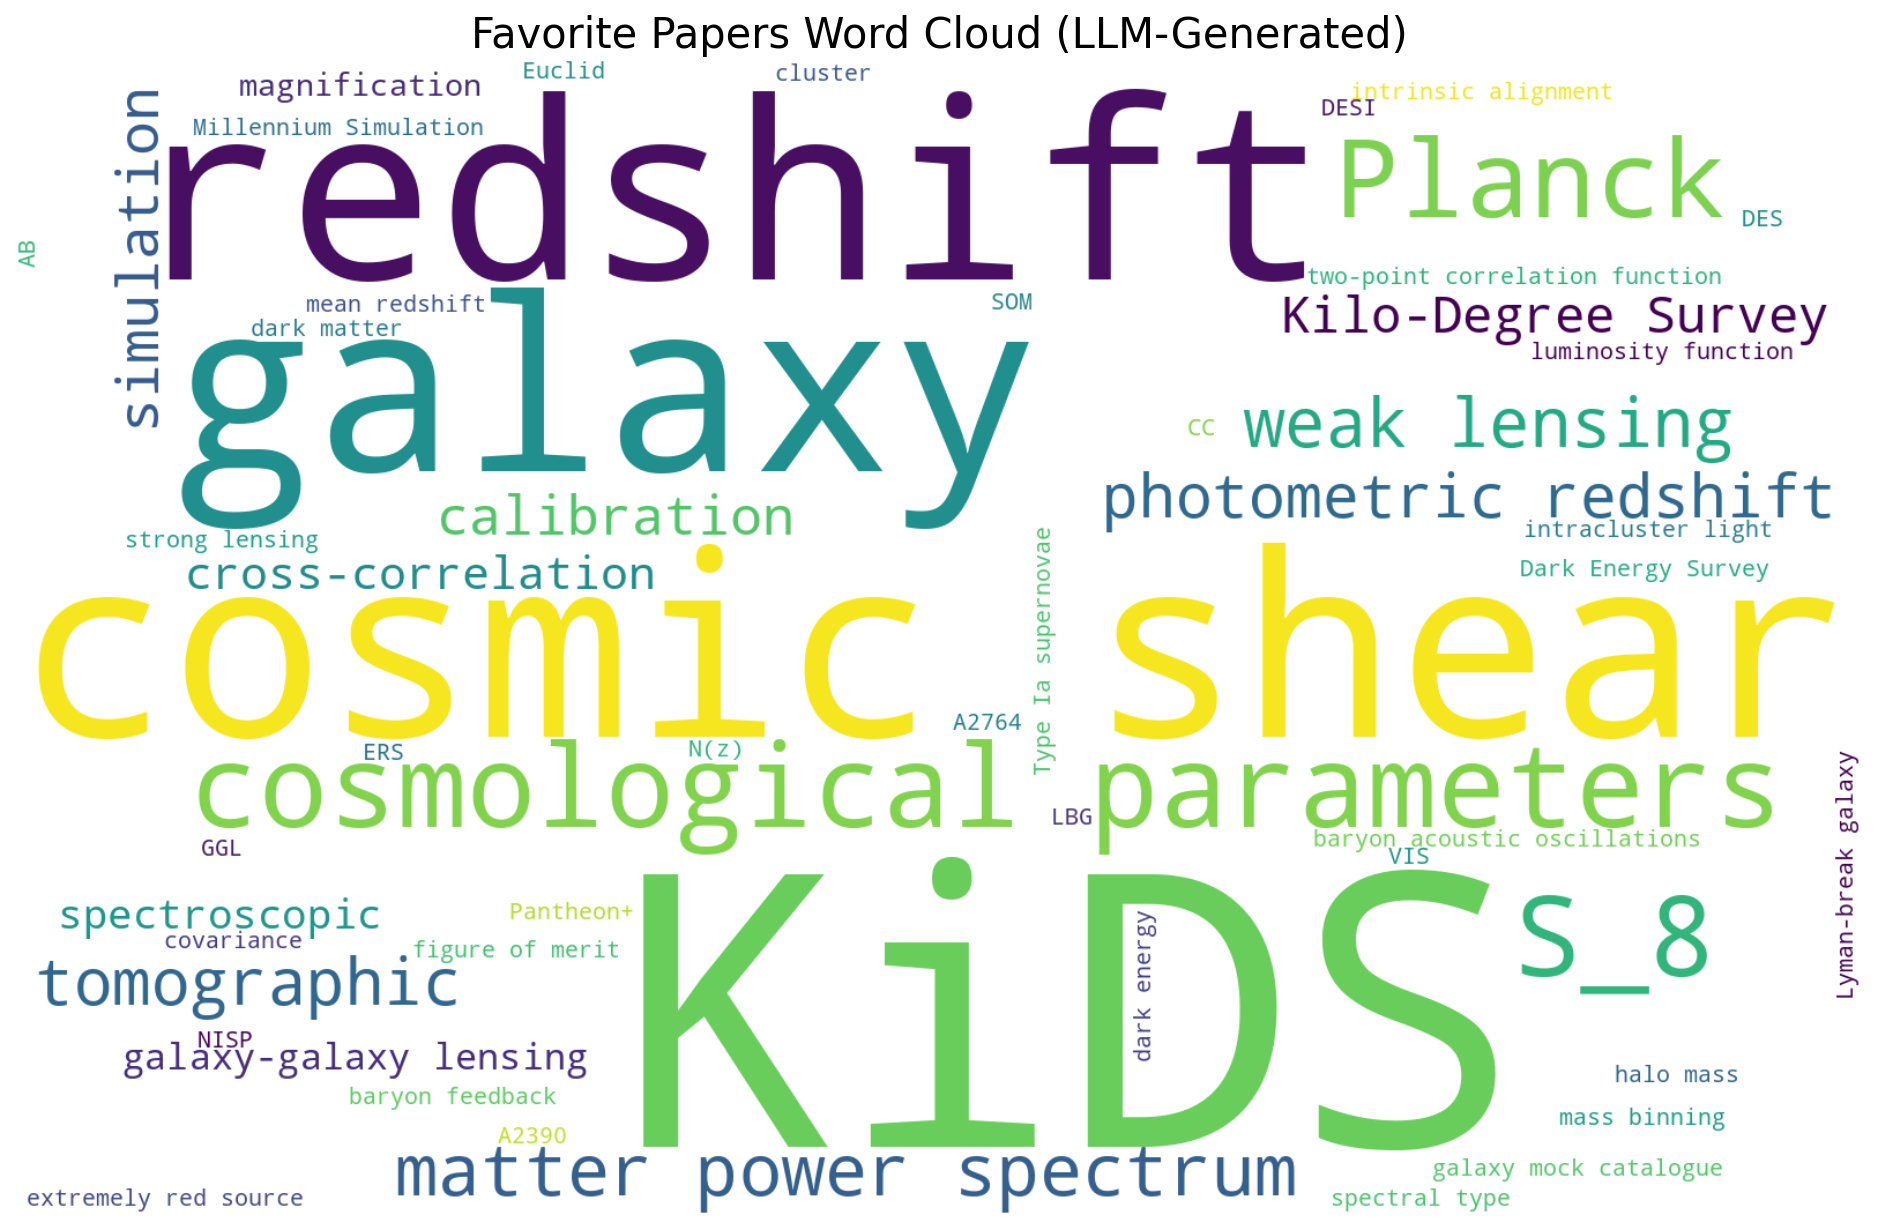 Favorite Papers Word Cloud (LLM-Generated)
Euclid
cluster
magnification
intrinsic alignment
DESI
Millennium Simulation
redshift
simulation
Planck
DES
AB
two-point correlation function
mean redshift
SOM
Kilo-Degree Survey
dark matter
luminosity function
galaxy
CC
weak lensing
photometric redshift
calibration
intracluster light
strong lensing
Dark Energy Survey
cross-correlation
Type Ia supernovae
cosmic shear
A2764
ERS
N(z)
cosmological parameters
LBG
baryon acoustic oscillations
GGL
VIS
Lyman-break galaxy
Pantheon+
spectroscopic
covariance
figure of merit
S_8
tomographic
dark energy
KiDS
NISP
galaxy-galaxy lensing
halo mass
baryon feedback
mass binning
A2390
matter power spectrum
galaxy mock catalogue
extremely red source
spectral type